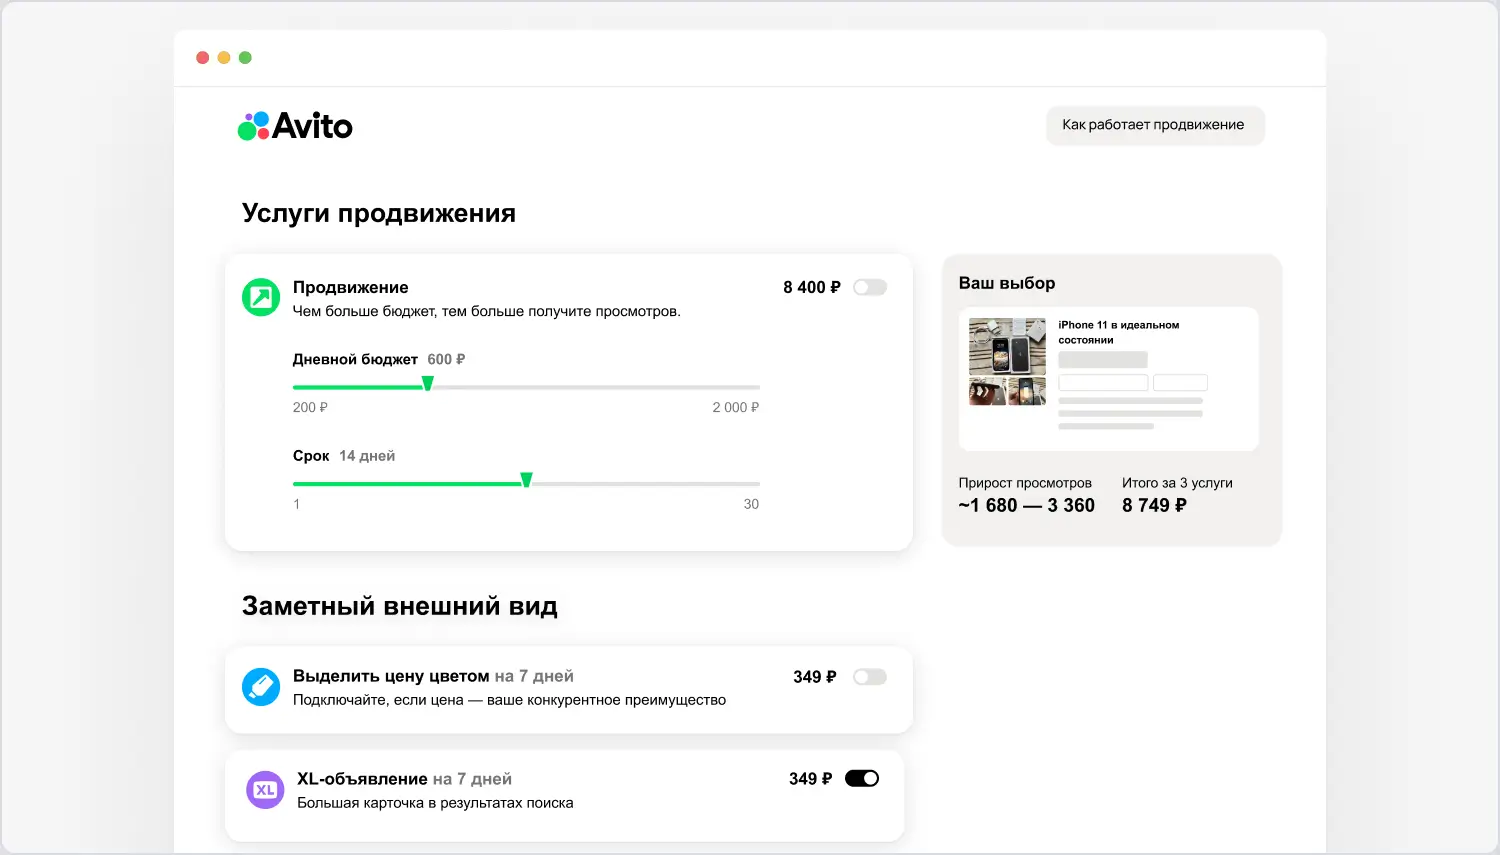 Avito
Как работает продвижение
Услуги продвижения
Продвижение
8 400 ₽
Чем больше бюджет, тем больше получите просмотров.
Дневной бюджет 600 ₽
200 ₽
2 000 ₽
Срок 14 дней
1
30
Ваш выбор
iPhone 11 в идеальном
состоянии
Прирост просмотров
~1 680 — 3 360
Итого за 3 услуги
8 749 ₽
Заметный внешний вид
Выделить цену цветом на 7 дней
349 ₽
Подключайте, если цена — ваше конкурентное преимущество
XL
XL-объявление на 7 дней
349 ₽
Большая карточка в результатах поиска